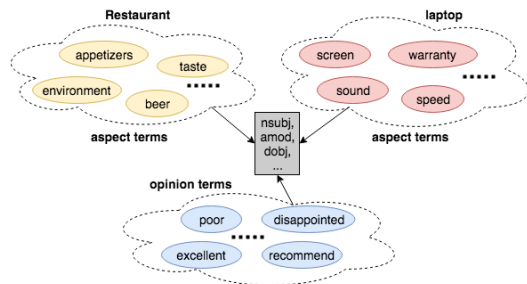 Restaurant
laptop
appetizers
taste
environment
beer
.....
aspect terms
screen
warranty
sound
speed
.....
aspect terms
nsubj,
amod,
dobj,
...
opinion terms
poor
disappointed
.....
excellent
recommend